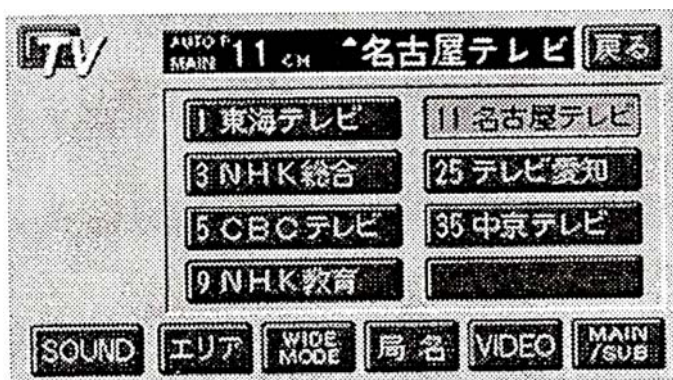 TV
AUTO P
MAIN 11 CH 名古屋テレビ 戻る
1 東海テレビ
11 名古屋テレビ
3 NHK総合
25 テレビ愛知
5 CBCテレビ
35 中京テレビ
9 NHK教育
SOUND エリア WIDE MODE 局名 VIDEO MAIN /SUB